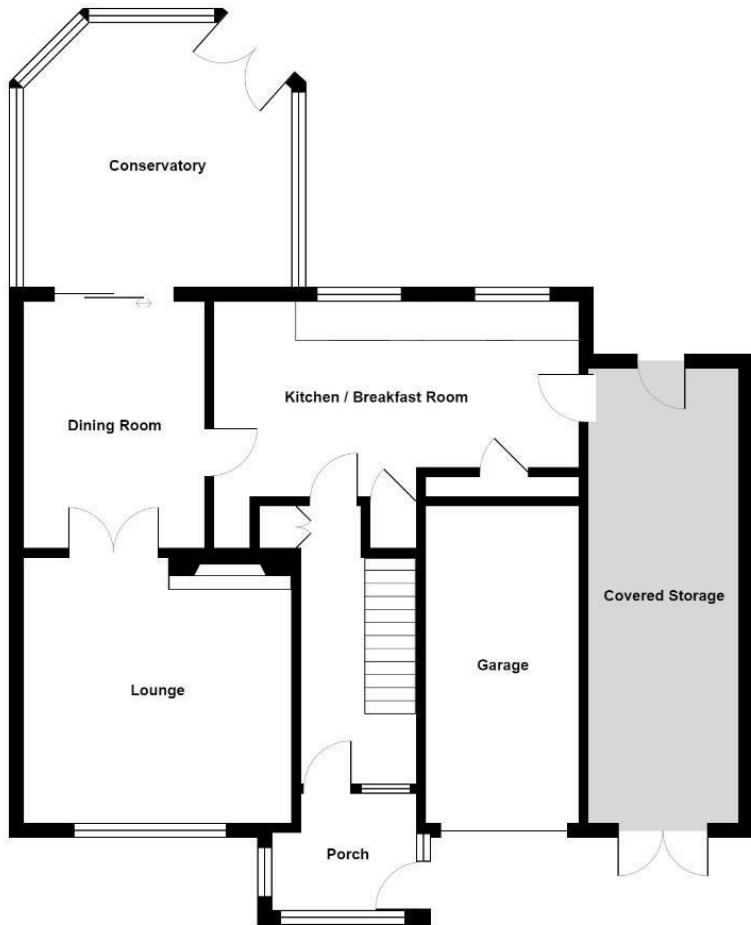 Conservatory
Kitchen / Breakfast Room
Dining Room
Covered Storage
Garage
Lounge
Porch